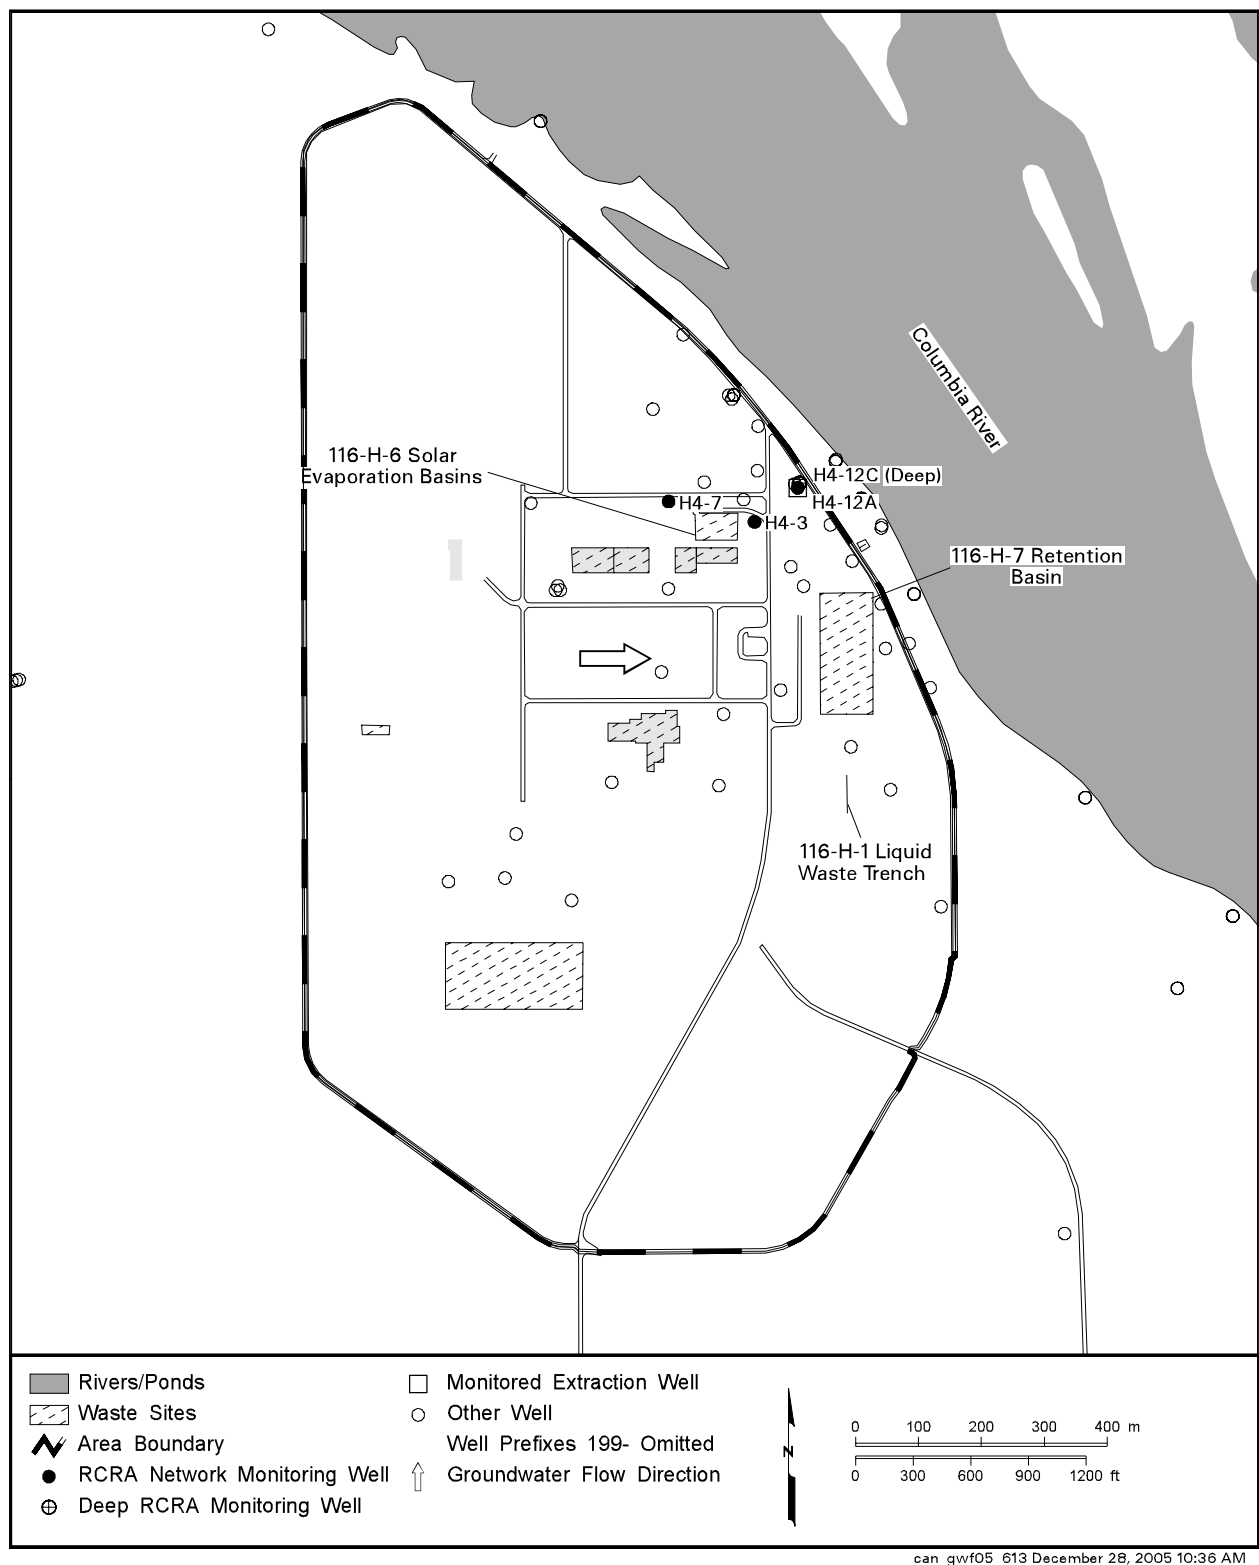 Columbia River
116-H-6 Solar
Evaporation Basins
H4-12C (Deep)
H4-7
H4-12A
H4-3
116-H-7 Retention
Basin
116-H-1 Liquid
Waste Trench
Rivers/Ponds
Waste Sites
Area Boundary
RCRA Network Monitoring Well
Deep RCRA Monitoring Well
Monitored Extraction Well
Other Well
Well Prefixes 199- Omitted
Groundwater Flow Direction
N
0 100 200 300 400 m
0 300 600 900 1200 ft
can_gwf05_613 December 28, 2005 10:36 AM